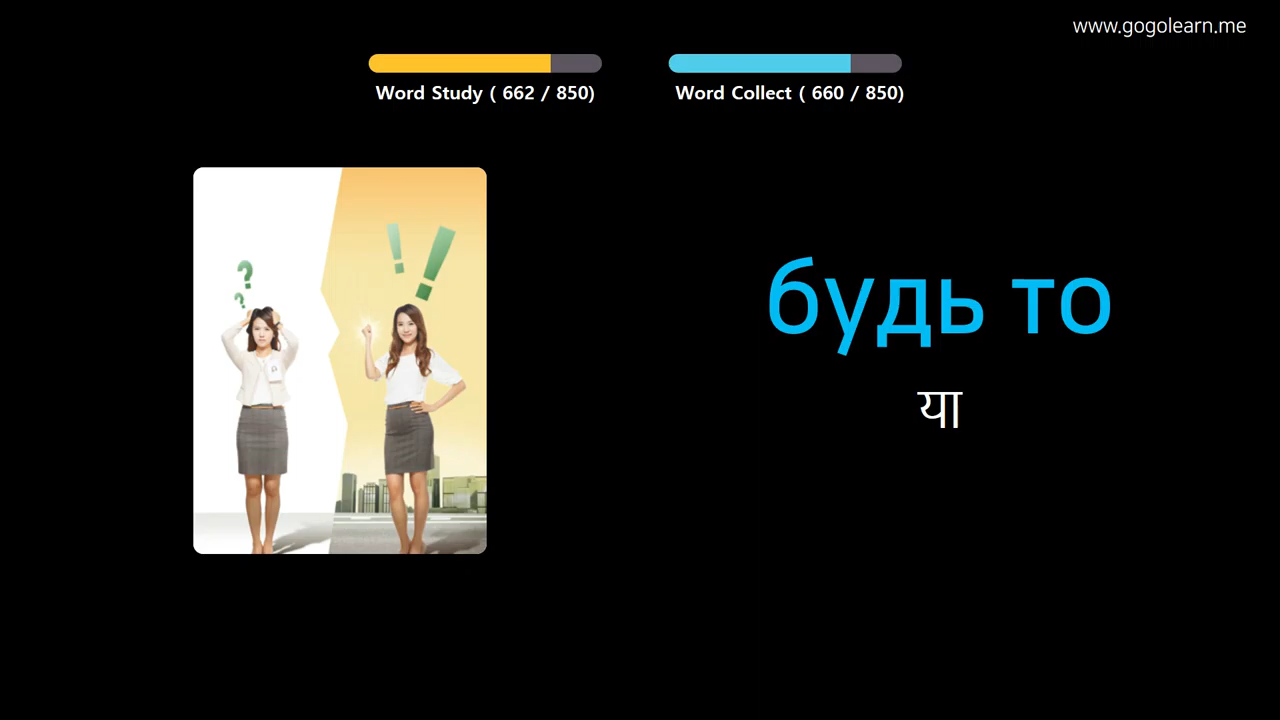 www.gogolearn.me
Word Study ( 662 / 850)
Word Collect ( 660 / 850)
? ?
! !
будь то
या